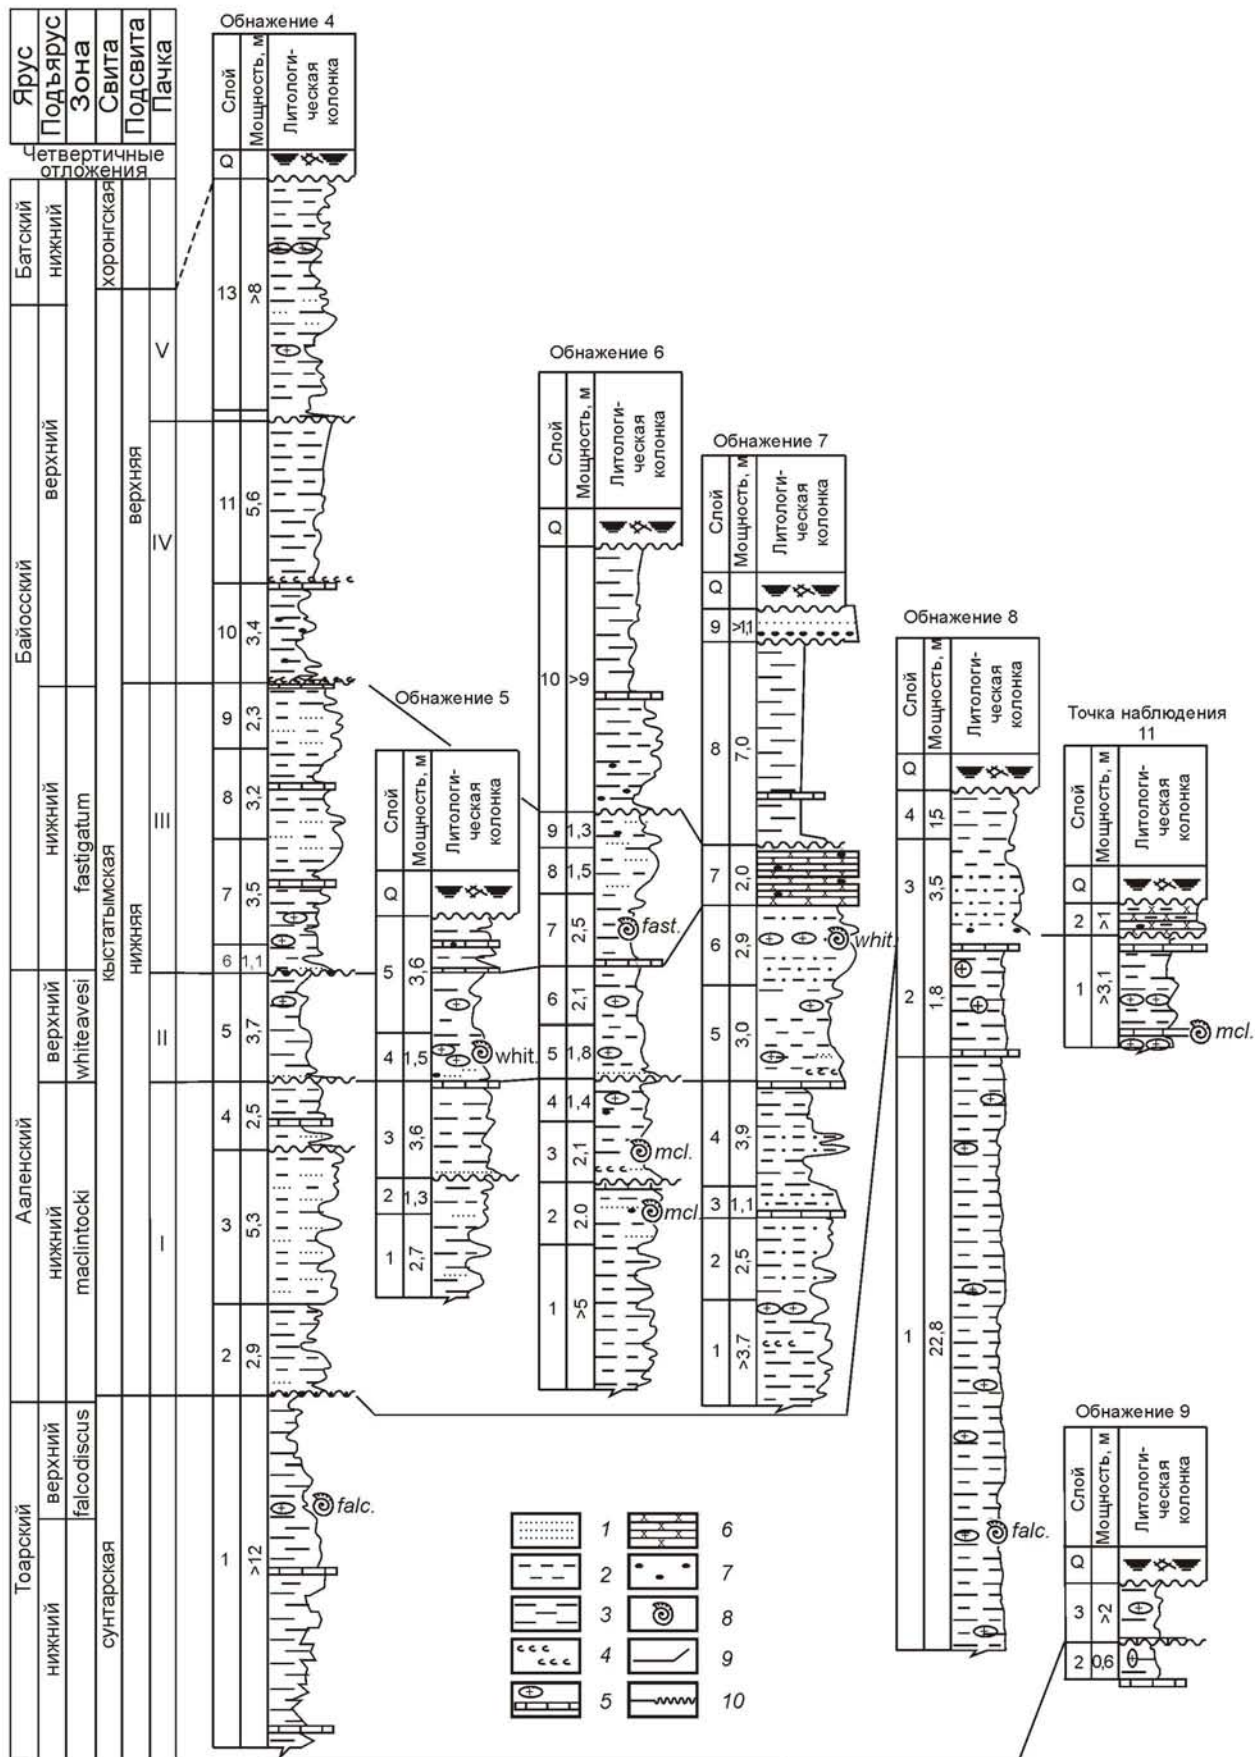 Ярус
Подъярус
Зона
Свита
Подсвита
Пачка
Четвертичные
отложения
Батский
Байосский
Ааленский
Тоарский
нижний
верхний
нижний
верхний
нижний
верхний
нижний
fastigatum
whiteavesi
maclintocki
falcodiscus
хоронгская
кыстатымская
сунтарская
верхняя
нижняя
V
IV
III
II
I
Обнажение 4
Слой
Мощность, м
Литологи-
ческая
колонка
Q
13 >8
11 5,6
10 3,4
9 2,3
8 3,2
7 3,5
6 1,1
5 3,7
4 2,5
3 5,3
2 2,9
1 >12
falc.
Обнажение 5
Слой
Мощность, м
Литологи-
ческая
колонка
Q
5 3,6
4 1,5
whit.
3 3,6
2 1,3
1 2,7
Обнажение 6
Слой
Мощность, м
Литологи-
ческая
колонка
Q
10 >9
9 1,3
8 1,5
7 2,5
fast.
6 2,1
5 1,8
4 1,4
3 2,1
mcl.
2 2.0
mcl.
1 >5
Обнажение 7
Слой
Мощность, м
Литологи-
ческая
колонка
Q
9 >1,1
8 7,0
7 2,0
6 2,9
whit.
5 3,0
4 3,9
3 1,1
2 2,5
1 >3.7
Обнажение 8
Слой
Мощность, м
Литологи-
ческая
колонка
Q
4 15
3 3,5
2 1,8
1 22,8
falc.
Точка наблюдения
11
Слой
Мощность, м
Литологи-
ческая
колонка
Q
2 >1
1 >3,1
mcl.
Обнажение 9
Слой
Мощность, м
Литологи-
ческая
колонка
Q
3 >2
2 0,6
1 6
2 7
3 8
4 9
5 10